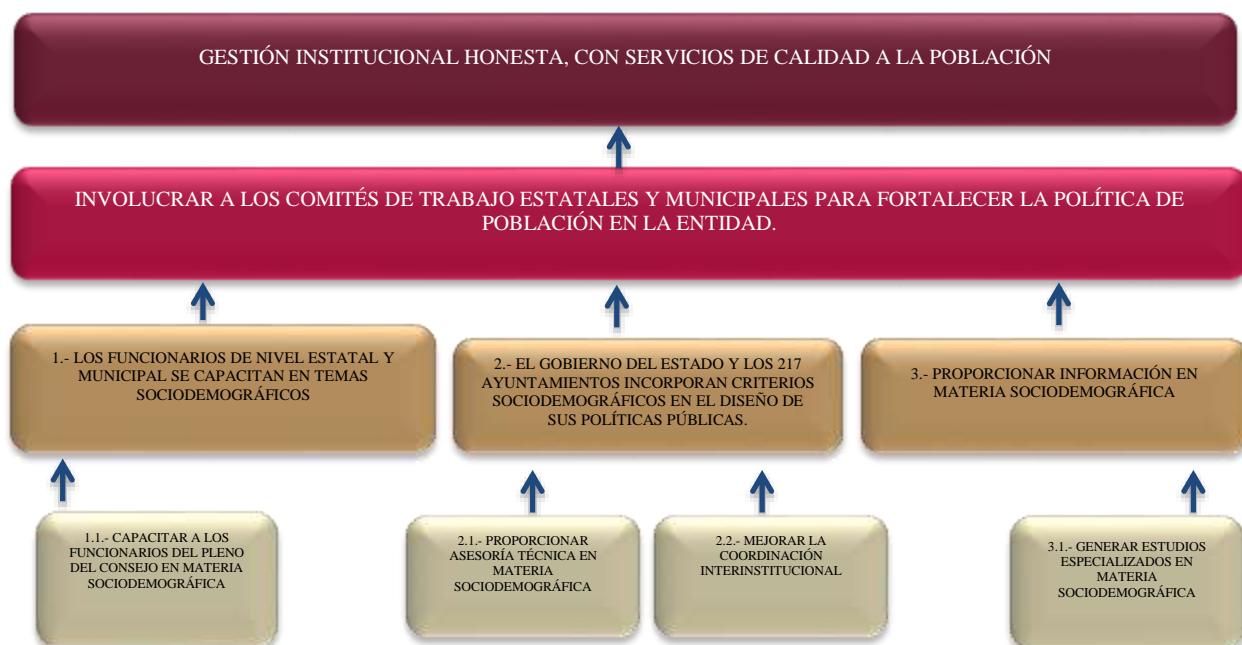 GESTIÓN INSTITUCIONAL HONESTA, CON SERVICIOS DE CALIDAD A LA POBLACIÓN
INVOLUCRAR A LOS COMITÉS DE TRABAJO ESTATALES Y MUNICIPALES PARA FORTALECER LA POLÍTICA DE
POBLACIÓN EN LA ENTIDAD.
1.- LOS FUNCIONARIOS DE NIVEL ESTATAL Y
MUNICIPAL SE CAPACITAN EN TEMAS
SOCIODEMOGRÁFICOS
2.- EL GOBIERNO DEL ESTADO Y LOS 217
AYUNTAMIENTOS INCORPORAN CRITERIOS
SOCIODEMOGRÁFICOS EN EL DISEÑO DE
SUS POLÍTICAS PÚBLICAS.
3.- PROPORCIONAR INFORMACIÓN EN
MATERIA SOCIODEMOGRÁFICA
1.1.- CAPACITAR A LOS
FUNCIONARIOS DEL PLENO
DEL CONSEJO EN MATERIA
SOCIODEMOGRÁFICA
2.1.- PROPORCIONAR
ASESORÍA TÉCNICA EN
MATERIA
SOCIODEMOGRÁFICA
2.2.- MEJORAR LA
COORDINACIÓN
INTERINSTITUCIONAL
3.1.- GENERAR ESTUDIOS
ESPECIALIZADOS EN
MATERIA
SOCIODEMOGRÁFICA